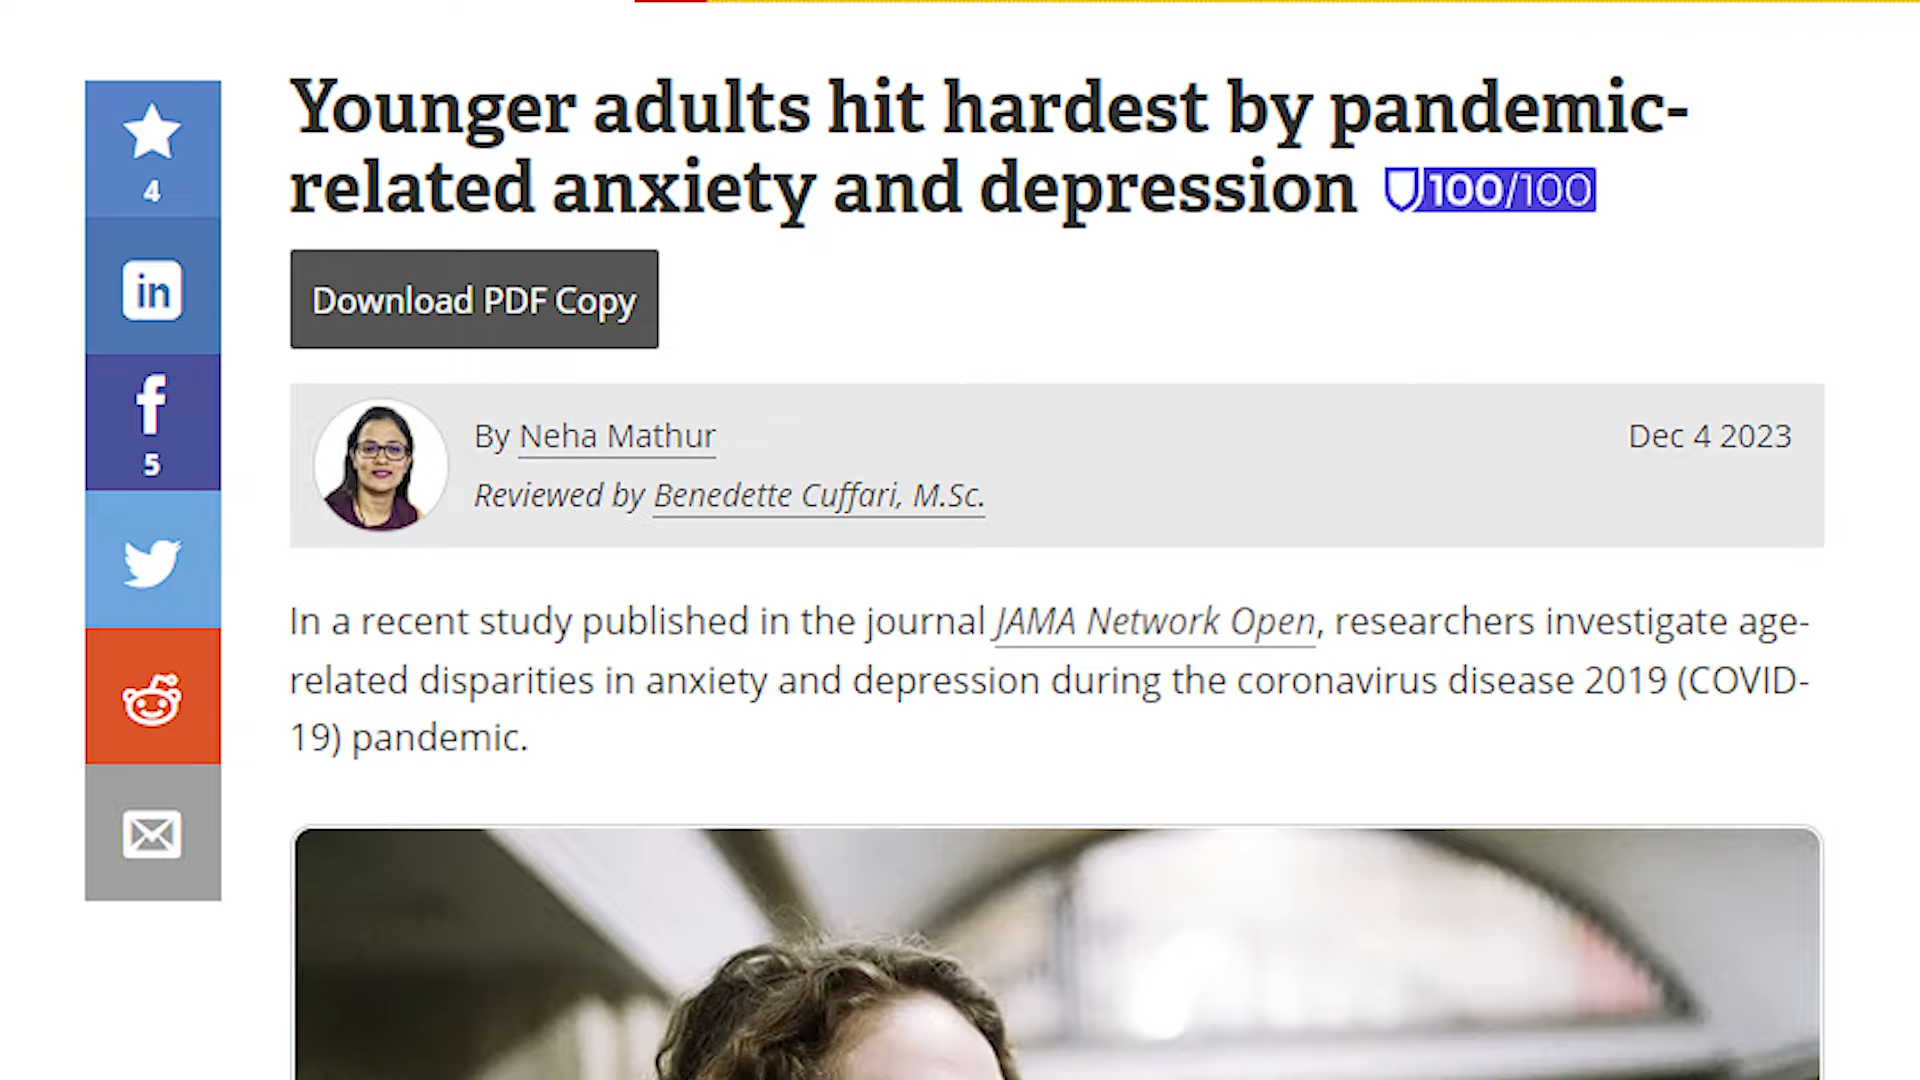 Younger adults hit hardest by pandemic-
related anxiety and depression 100/100
4
in
f
5
Download PDF Copy
By Neha Mathur
Dec 4 2023
Reviewed by Benedette Cuffari, M.Sc.
In a recent study published in the journal JAMA Network Open, researchers investigate age-
related disparities in anxiety and depression during the coronavirus disease 2019 (COVID-
19) pandemic.